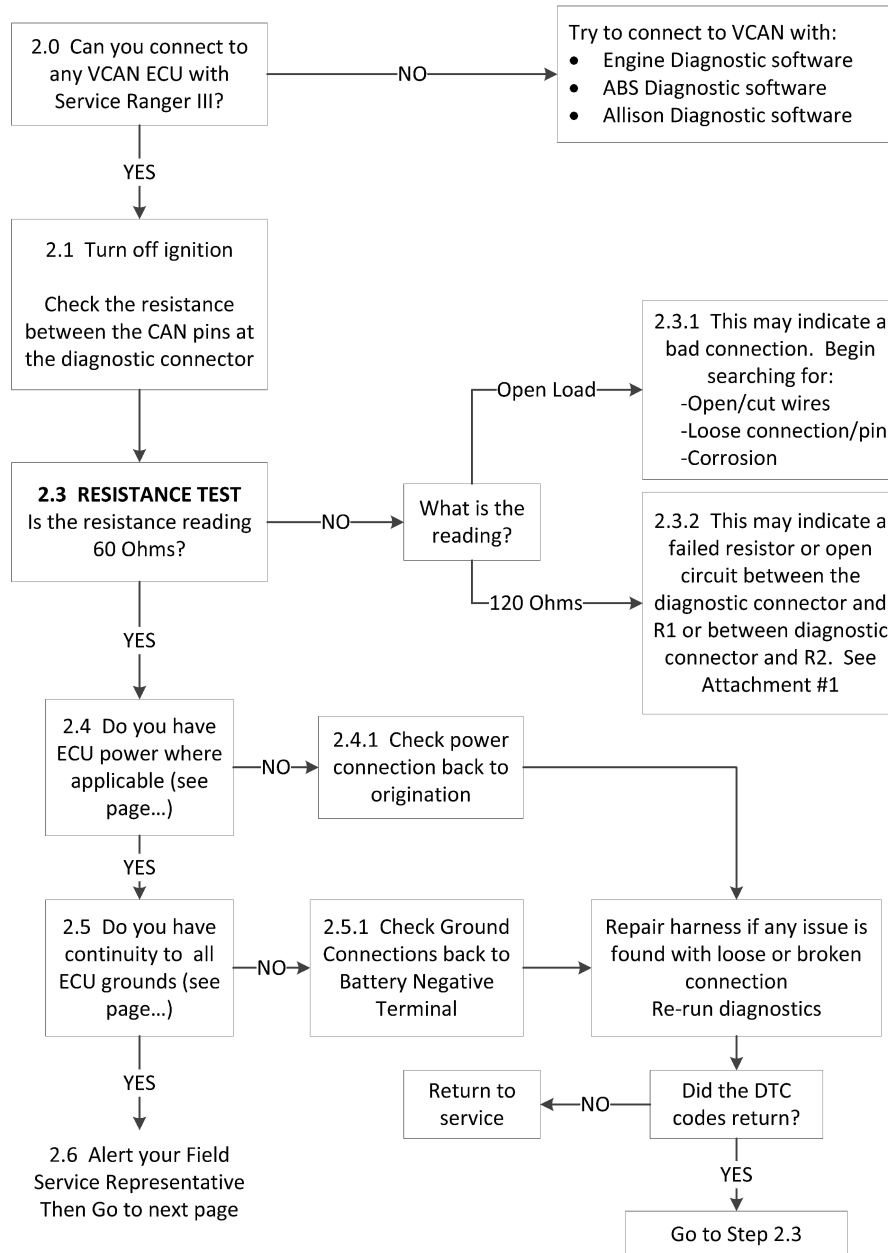 2.0 Can you connect to
any VCAN ECU with
Service Ranger III?
NO
Try to connect to VCAN with:
● Engine Diagnostic software
● ABS Diagnostic software
● Allison Diagnostic software
YES
2.1 Turn off ignition
Check the resistance
between the CAN pins at
the diagnostic connector
2.3 RESISTANCE TEST
Is the resistance reading
60 Ohms?
NO
What is the
reading?
Open Load
2.3.1 This may indicate a
bad connection. Begin
searching for:
-Open/cut wires
-Loose connection/pin
-Corrosion
120 Ohms
2.3.2 This may indicate a
failed resistor or open
circuit between the
diagnostic connector and
R1 or between diagnostic
connector and R2. See
Attachment #1
YES
2.4 Do you have
ECU power where
applicable (see
page...)
NO
2.4.1 Check power
connection back to
origination
YES
2.5 Do you have
continuity to all
ECU grounds (see
page...)
NO
2.5.1 Check Ground
Connections back to
Battery Negative
Terminal
Repair harness if any issue is
found with loose or broken
connection
Re-run diagnostics
YES
2.6 Alert your Field
Service Representative
Then Go to next page
Did the DTC
codes return?
NO
Return to
service
YES
Go to Step 2.3